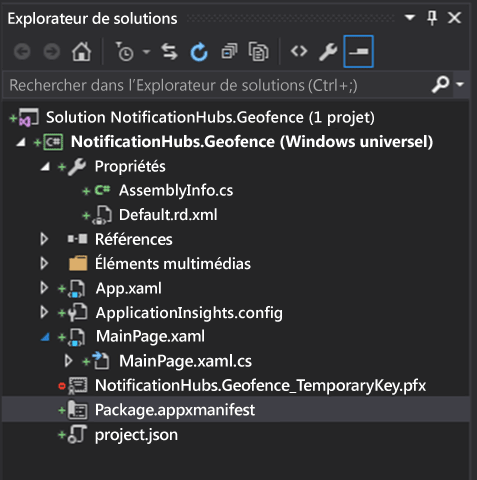 Explorateur de solutions
Rechercher dans l'Explorateur de solutions (Ctrl+;)
Solution NotificationHubs.Geofence (1 projet)
C# NotificationHubs.Geofence (Windows universel)
Propriétés
C# AssemblyInfo.cs
Default.rd.xml
Références
Éléments multimédias
App.xaml
ApplicationInsights.config
MainPage.xaml
MainPage.xaml.cs
NotificationHubs.Geofence_TemporaryKey.pfx
Package.appxmanifest
project.json